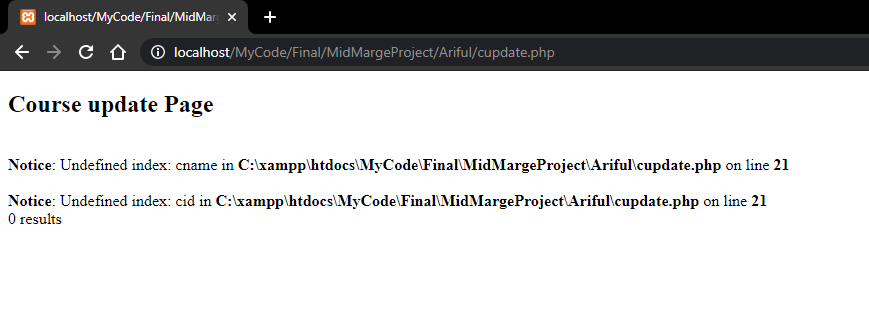 localhost/MyCode/Final/MidMar
localhost/MyCode/Final/MidMargeProject/Ariful/cupdate.php
Course update Page
Notice: Undefined index: cname in C:\xampp\htdocs\MyCode\Final\MidMargeProject\Ariful\cupdate.php on line 21
Notice: Undefined index: cid in C:\xampp\htdocs\MyCode\Final\MidMargeProject\Ariful\cupdate.php on line 21
0 results